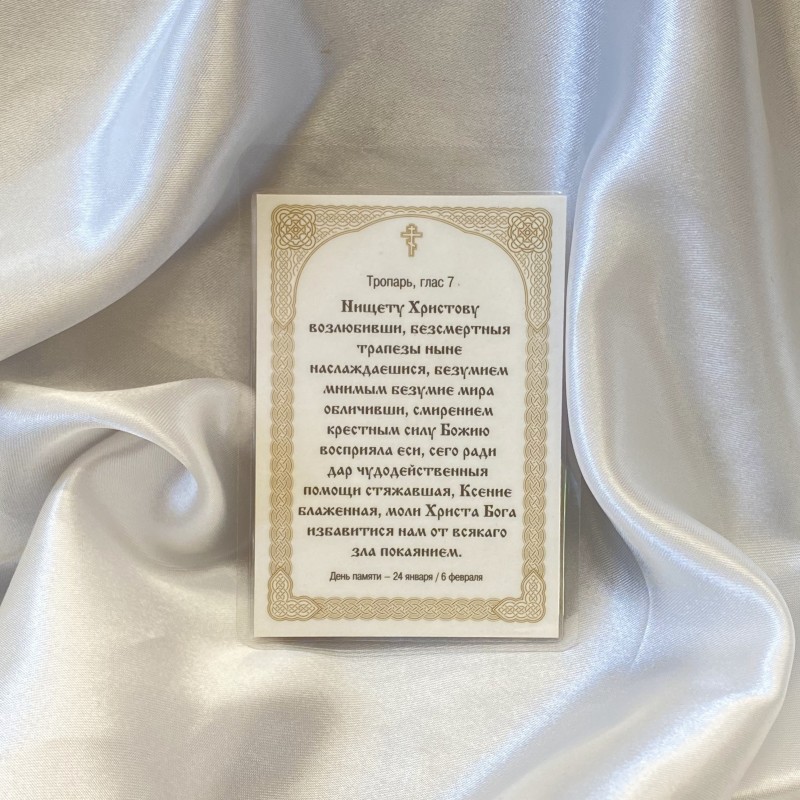 Тропарь, глас 7
Нищету Христову
возлюбивши, безсмертныя
трапезы ныне
наслаждаешися, безумием
мнимым безумие мира
обличивши, смирением
крестным силу Божию
восприяла еси, сего ради
дар чудодейственныя
помощи стяжавшая, Ксение
блаженная, моли Христа Бога
избавитися нам от всякаго
зла покаянием.
День памяти – 24 января / 6 февраля